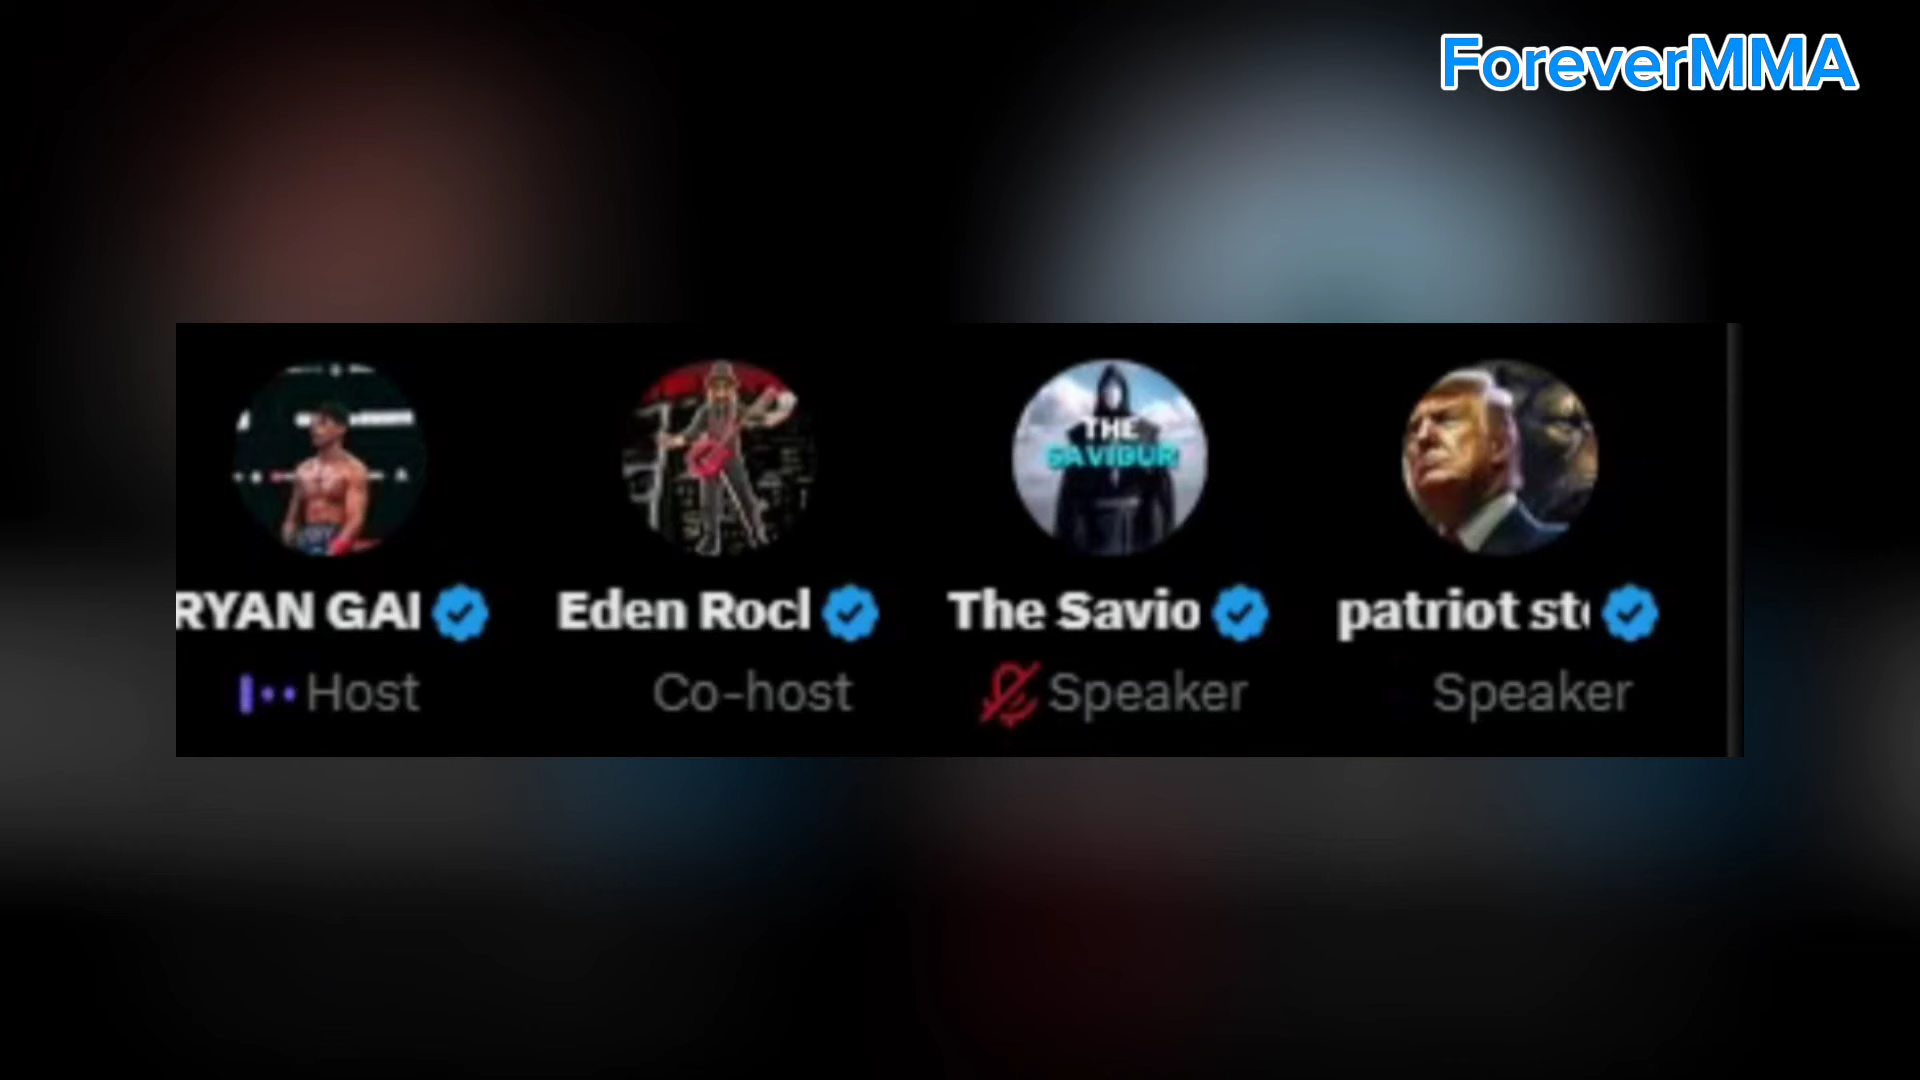 ForeverMMA
THE
SAVIOUR
RYAN GAI
Eden Rocl
The Savio
patriot st
Host
Co-host
Speaker
Speaker